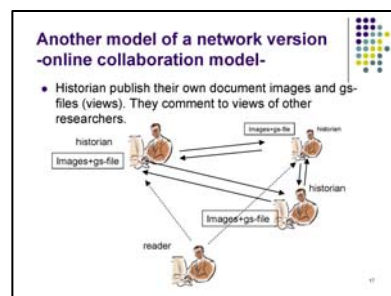 Another model of a network version
-online collaboration model-
Historian publish their own document images and gs-
files (views). They comment to views of other
researchers.
Images+gs-file
historian
historian
Images+gs-file
historian
Images+gs-file
reader
17